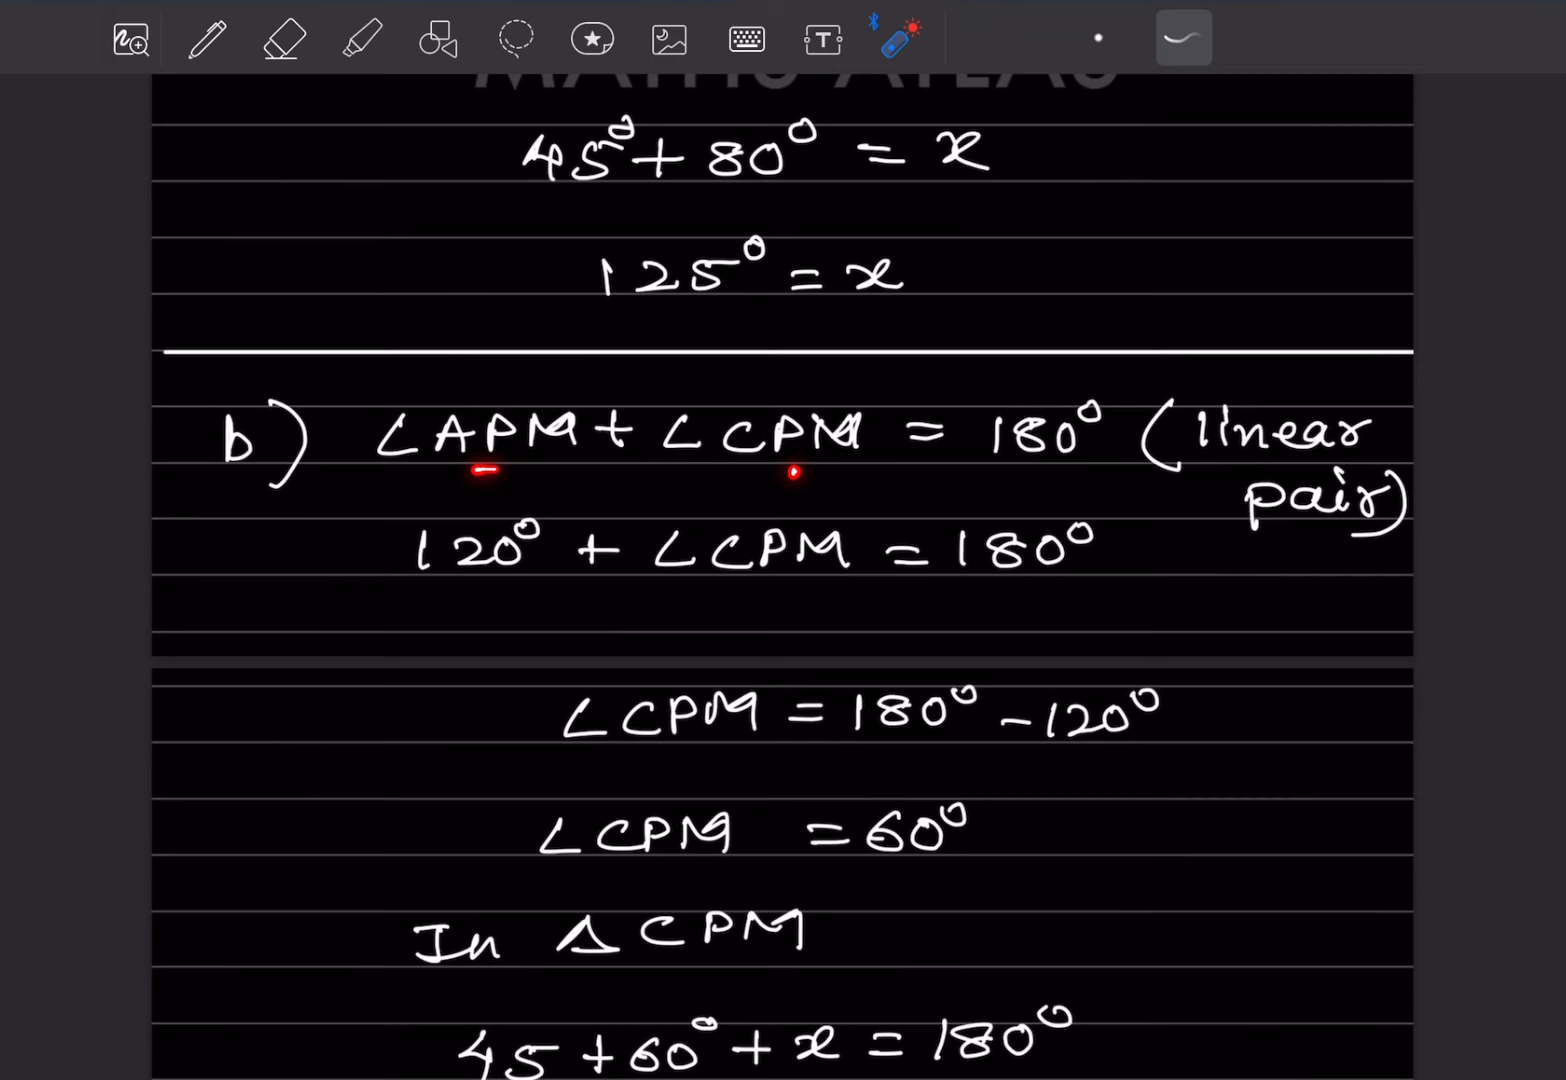 45° + 80° = x
125° = x
b) ∠APM + ∠CPM = 180° (linear
pair)
120° + ∠CPM = 180°
∠CPM = 180° - 120°
∠CPM = 60°
In Δ CPM
45 + 60° + x = 180°